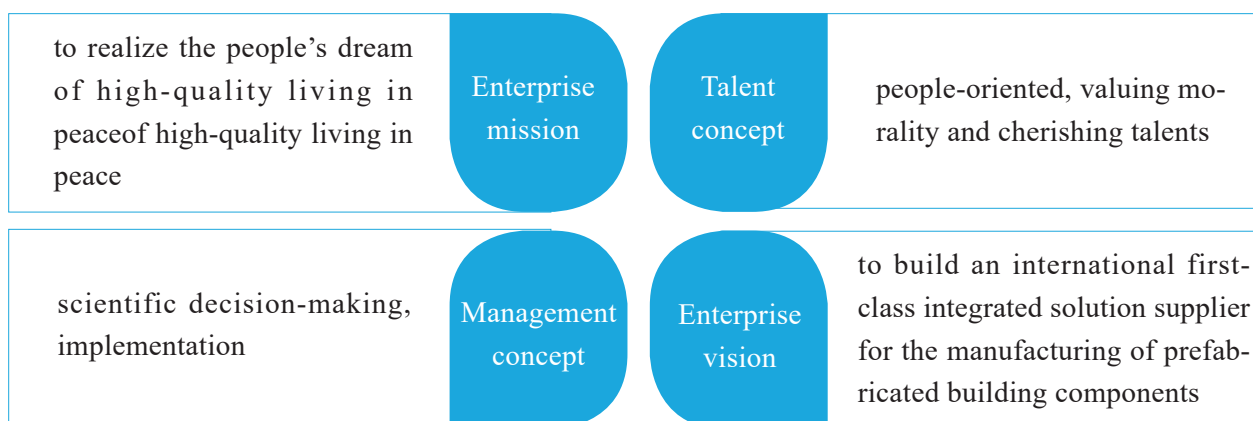 to realize the people’s dream
of high-quality living in
peaceof high-quality living in
peace
Enterprise
mission
Talent
concept
people-oriented, valuing mo-
rality and cherishing talents
scientific decision-making,
implementation
Management
concept
Enterprise
vision
to build an international first-
class integrated solution supplier
for the manufacturing of prefab-
ricated building components